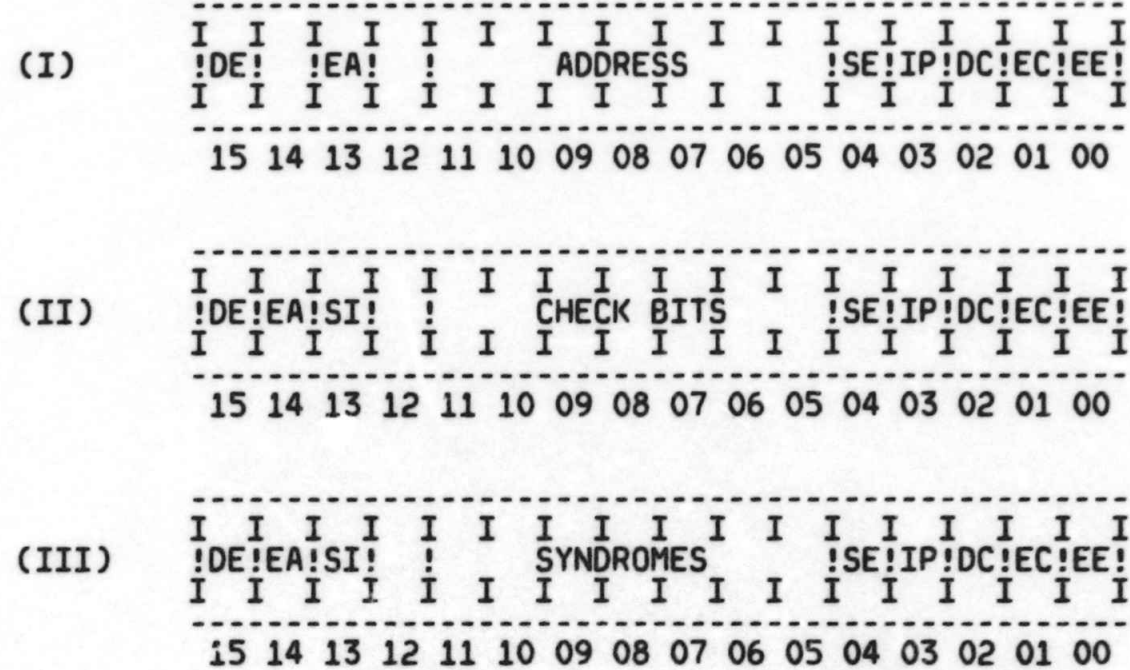 -----------------------------------------------------------------
I I I I I I I I I I I I I I I I I
(I) !DE! !EA! ! ADDRESS !SE!IP!DC!EC!EE!
I I I I I I I I I I I I I I I I I
-----------------------------------------------------------------
15 14 13 12 11 10 09 08 07 06 05 04 03 02 01 00
-----------------------------------------------------------------
I I I I I I I I I I I I I I I I I
(II) !DE!EA!SI! ! CHECK BITS !SE!IP!DC!EC!EE!
I I I I I I I I I I I I I I I I I
-----------------------------------------------------------------
15 14 13 12 11 10 09 08 07 06 05 04 03 02 01 00
-----------------------------------------------------------------
I I I I I I I I I I I I I I I I I
(III) !DE!EA!SI! ! SYNDROMES !SE!IP!DC!EC!EE!
I I I I I I I I I I I I I I I I I
-----------------------------------------------------------------
15 14 13 12 11 10 09 08 07 06 05 04 03 02 01 00